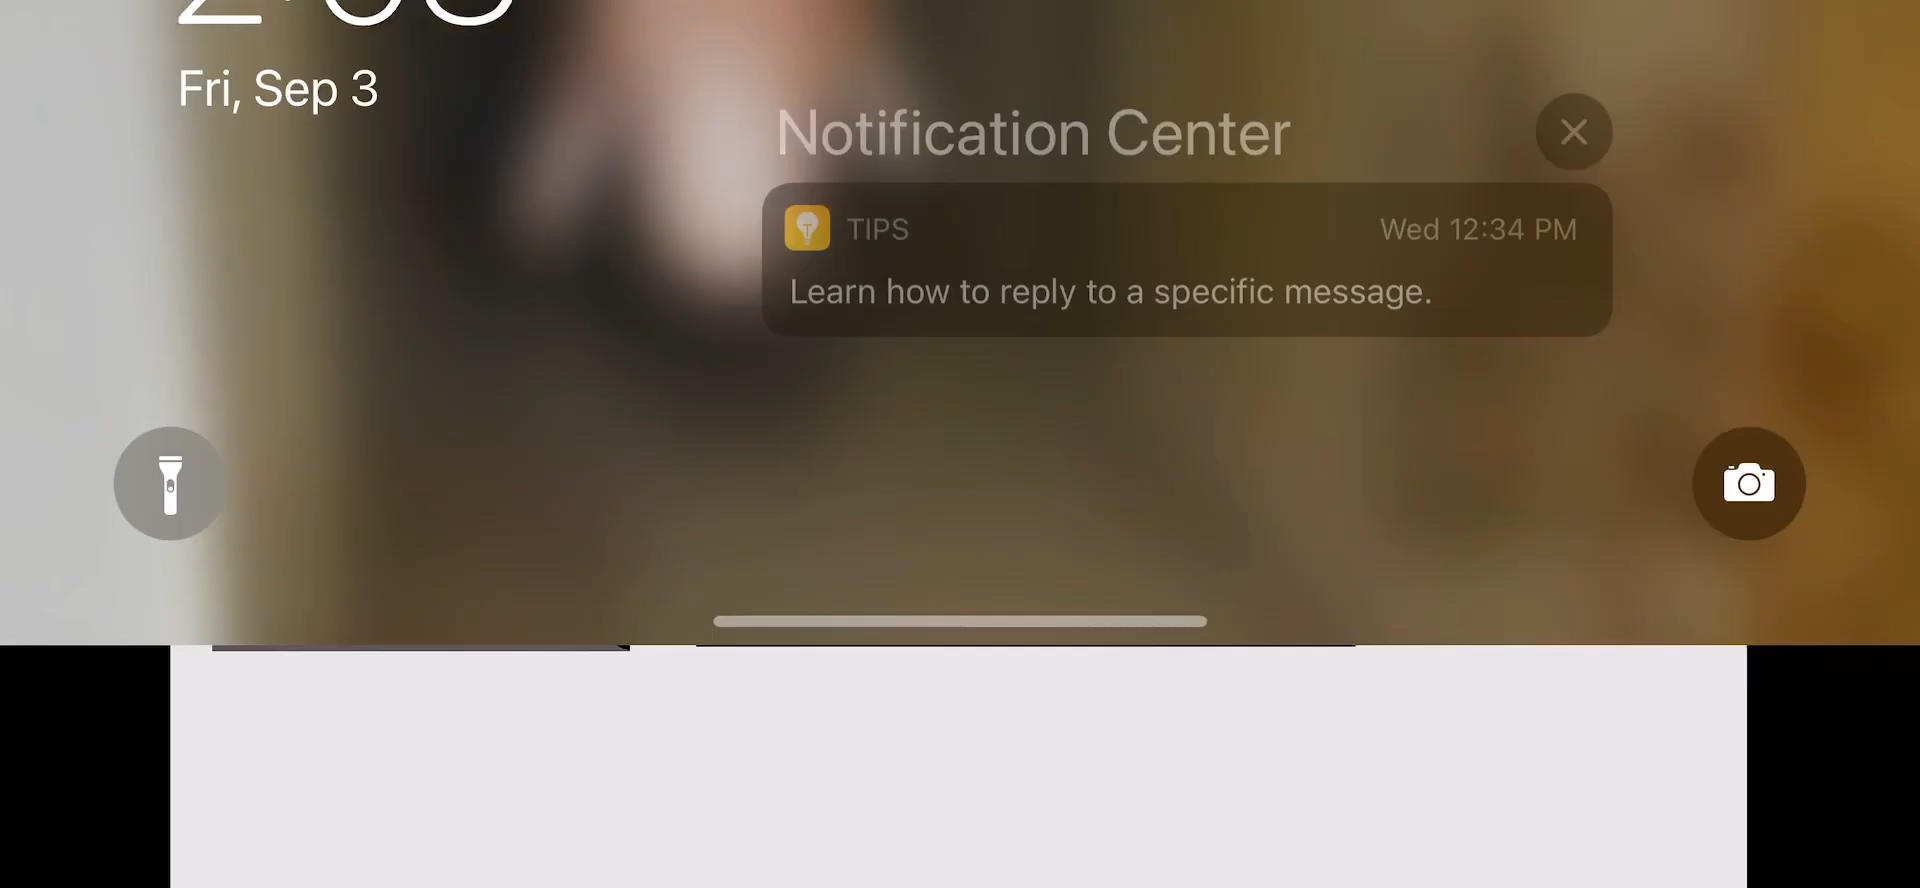 Fri, Sep 3
Notification Center
TIPS
Wed 12:34 PM
Learn how to reply to a specific message.